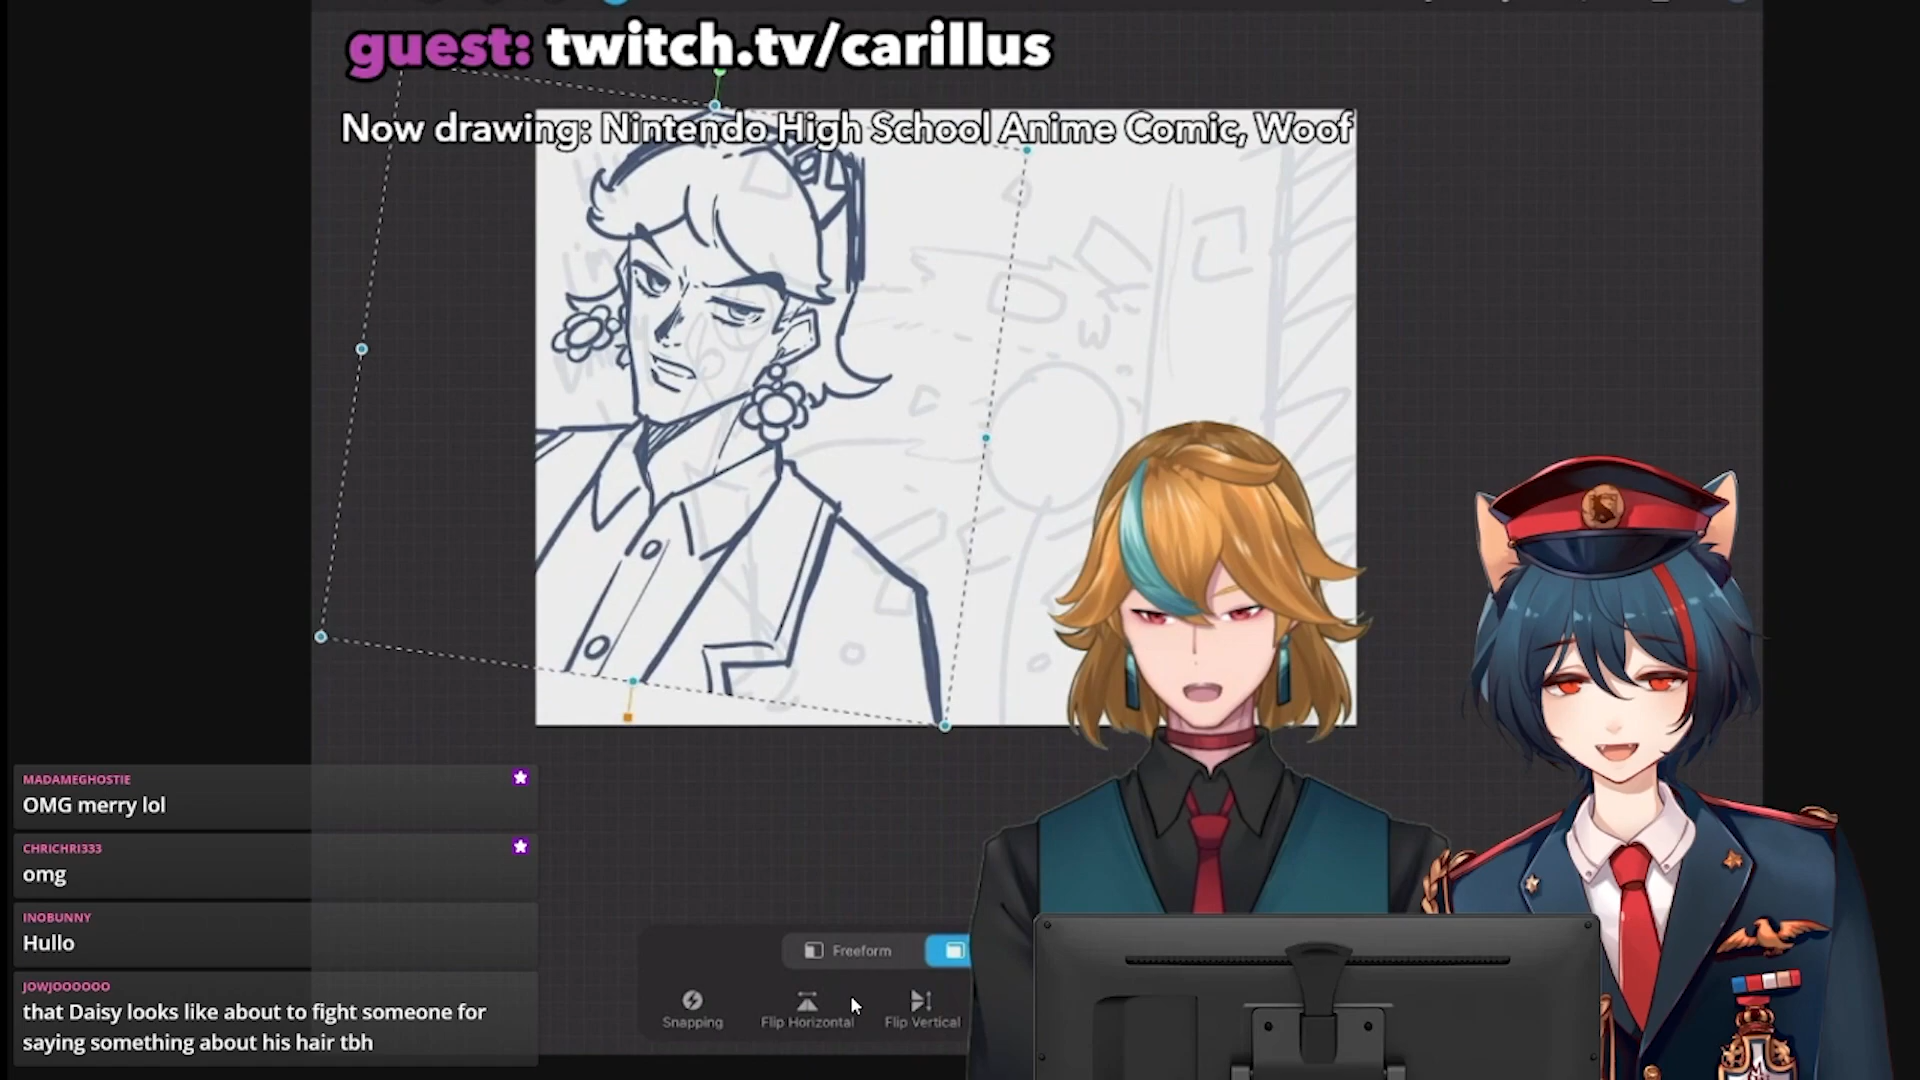 guest: twitch.tv/carillus
Now drawing: Nintendo High School Anime Comic, Woof
MADAMEGHOSTIE
OMG merry lol
CHRICHRI333
omg
INOBUNNY
Hullo
JOWJOOOOOO
that Daisy looks like about to fight someone for
saying something about his hair tbh
Freeform
Snapping
Flip Horizontal
Flip Vertical